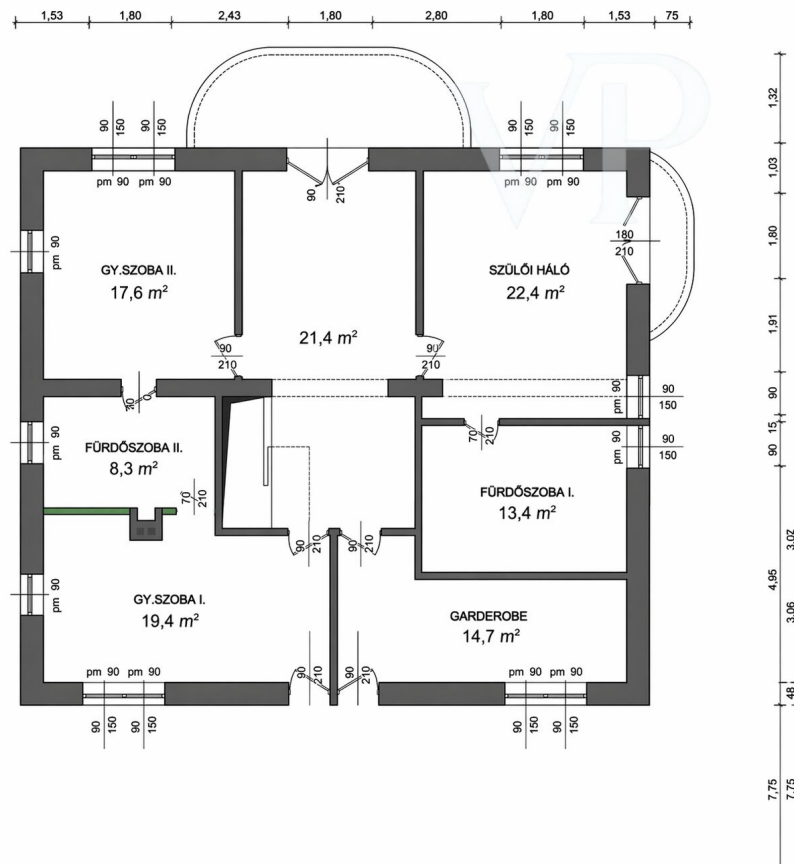 1,53 1,80 2,43 1,80 2,80 1,80 1,53 75
VP
90 150 90 150 90 150 90 150
pm 90 pm 90 90 210 pm 90 pm 90
1,32
1,03
1,80
1,91
90
15
90
3,02
4,95 3,06
48
7,75 7,75
pm 90
180
210
GY.SZOBA II.
17,6 m²
21,4 m²
SZÜLŐI HÁLÓ
22,4 m²
90
210
90
210
pm 90
90
150
70 210
pm 90
FÜRDŐSZOBA II.
8,3 m²
70 210
pm 90
90
150
FÜRDŐSZOBA I.
13,4 m²
90 210 90 210
pm 90
GY.SZOBA I.
19,4 m²
GARDEROBE
14,7 m²
pm 90 pm 90 90 210 90 210 pm 90 pm 90
90 150 90 150 90 150 90 150